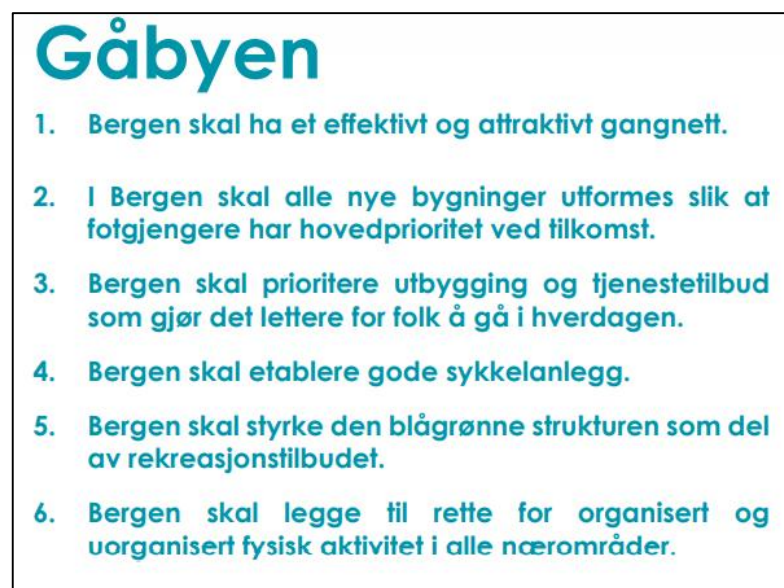 Gåbyen
1. Bergen skal ha et effektivt og attraktivt gangnett.
2. I Bergen skal alle nye bygninger utformes slik at
fotgjengere har hovedprioritet ved tilkomst.
3. Bergen skal prioritere utbygging og tjenestetilbud
som gjør det lettere for folk å gå i hverdagen.
4. Bergen skal etablere gode sykkelanlegg.
5. Bergen skal styrke den blågrønne strukturen som del
av rekreasjonstilbudet.
6. Bergen skal legge til rette for organisert og
uorganisert fysisk aktivitet i alle nærområder.